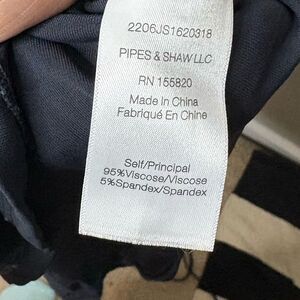 2206JS1620318
PIPES & SHAW LLC
RN 155820
Made in China
Fabriqué En Chine
Self/Principal
95%Viscose/Viscose
5%Spandex/Spandex